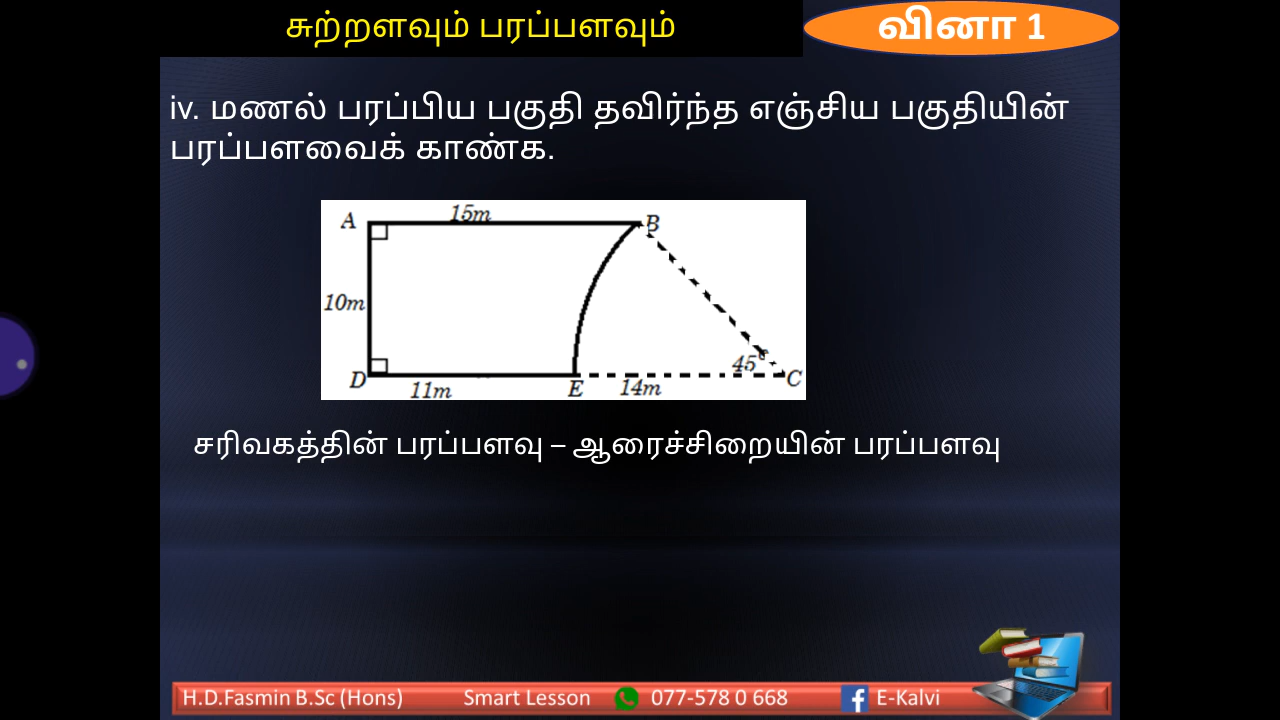 சுற்றளவும் பரப்பளவும்
வினா 1
iv. மணல் பரப்பிய பகுதி தவிர்ந்த எஞ்சிய பகுதியின்
பரப்பளவைக் காண்க.
A 15m B
10m
45°
D 11m E 14m C
சரிவகத்தின் பரப்பளவு – ஆரைச்சிறையின் பரப்பளவு
H.D.Fasmin B.Sc (Hons) Smart Lesson 077-578 0 668 E-Kalvi